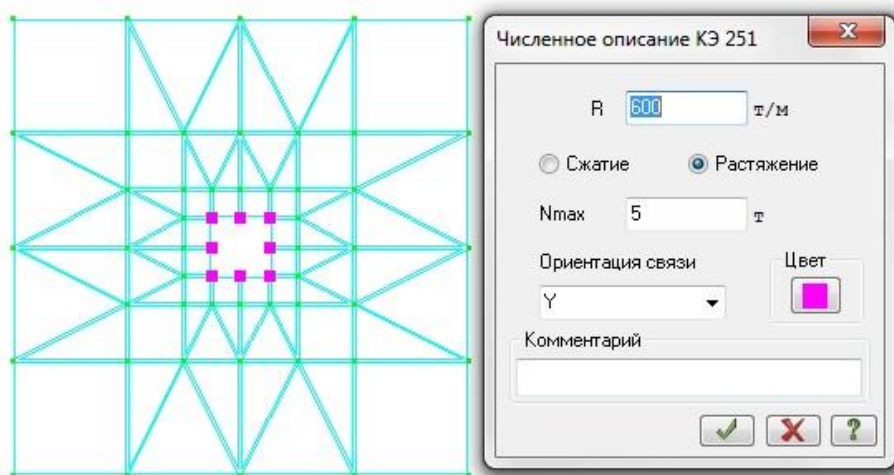 Численное описание КЭ 251
R 600 т/м
Сжатие Растяжение
Nmax 5 т
Ориентация связи Цвет
Y
Комментарий
?